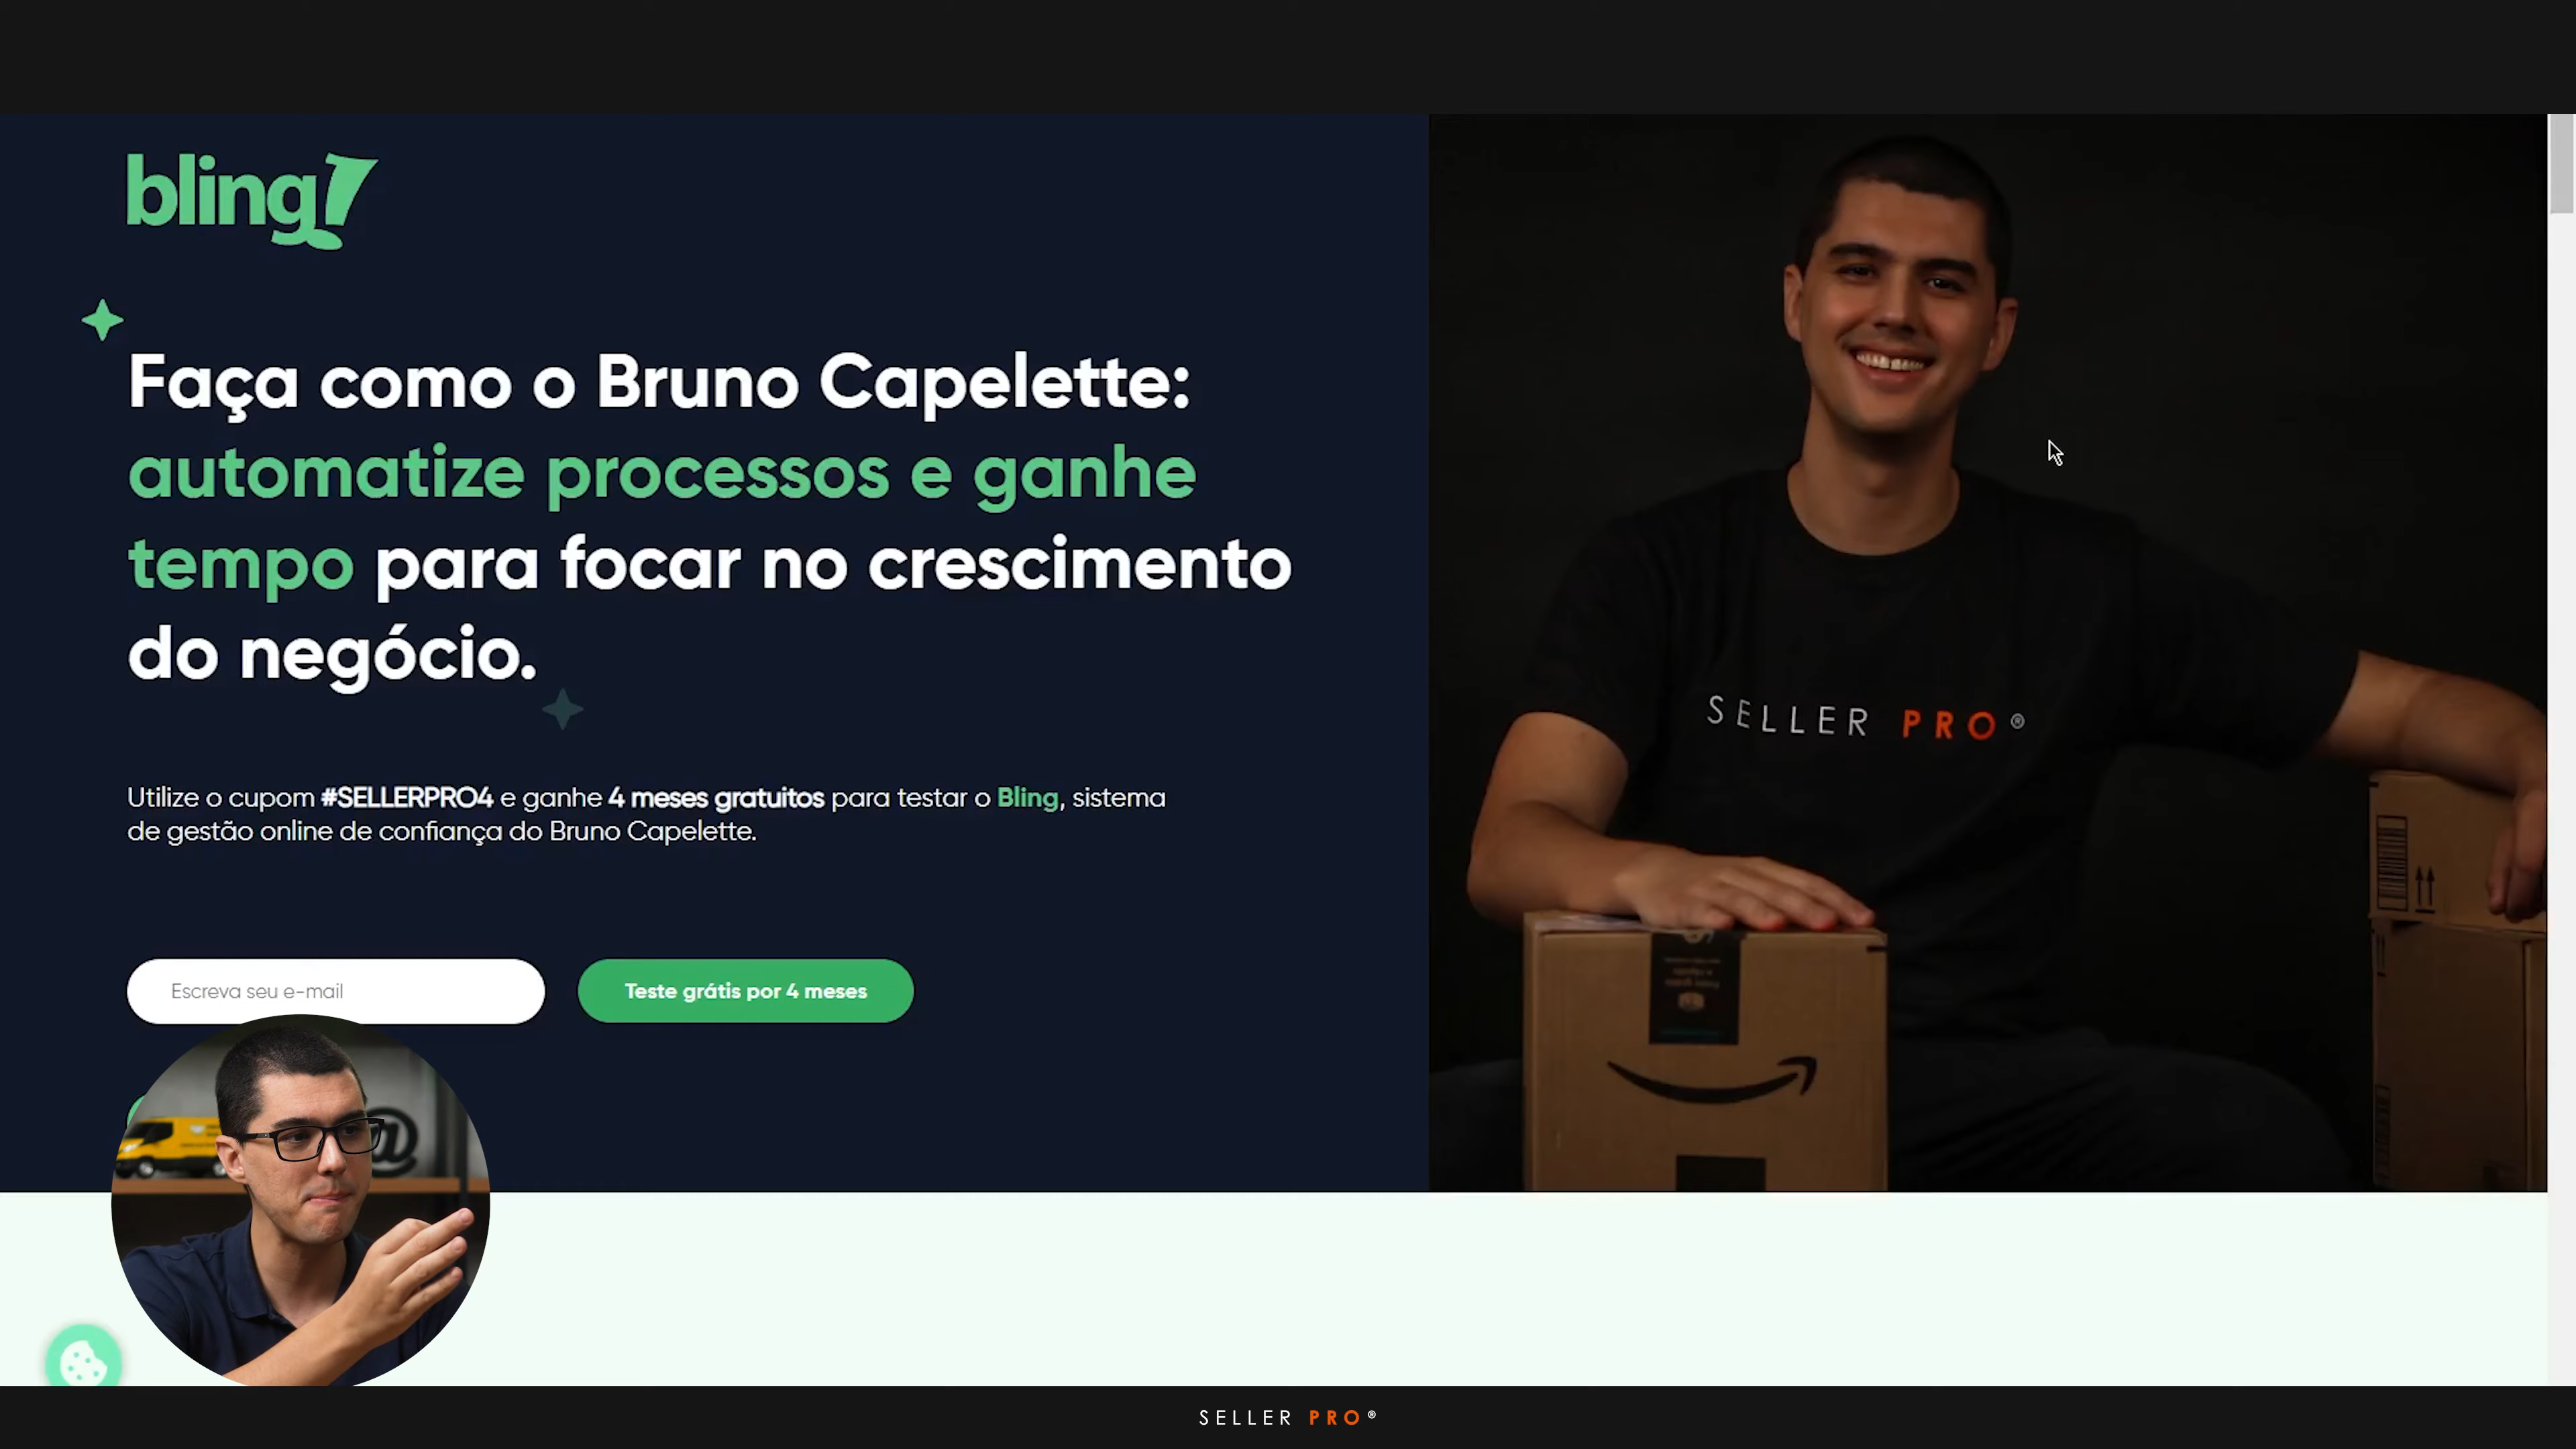 bling
Faça como o Bruno Capelette:
automatize processos e ganhe
tempo para focar no crescimento
do negócio.
Utilize o cupom #SELLERPRO4 e ganhe 4 meses gratuitos para testar o Bling, sistema
de gestão online de confiança do Bruno Capelette.
Escreva seu e-mail
Teste grátis por 4 meses
SELLER PRO®
@
SELLER PRO®